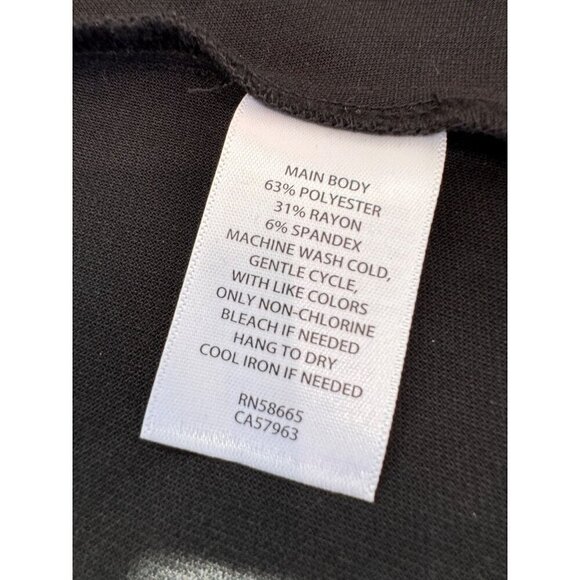 MAIN BODY
63% POLYESTER
31% RAYON
6% SPANDEX
MACHINE WASH COLD,
GENTLE CYCLE,
WITH LIKE COLORS
ONLY NON-CHLORINE
BLEACH IF NEEDED
HANG TO DRY
COOL IRON IF NEEDED
RN58665
CA57963